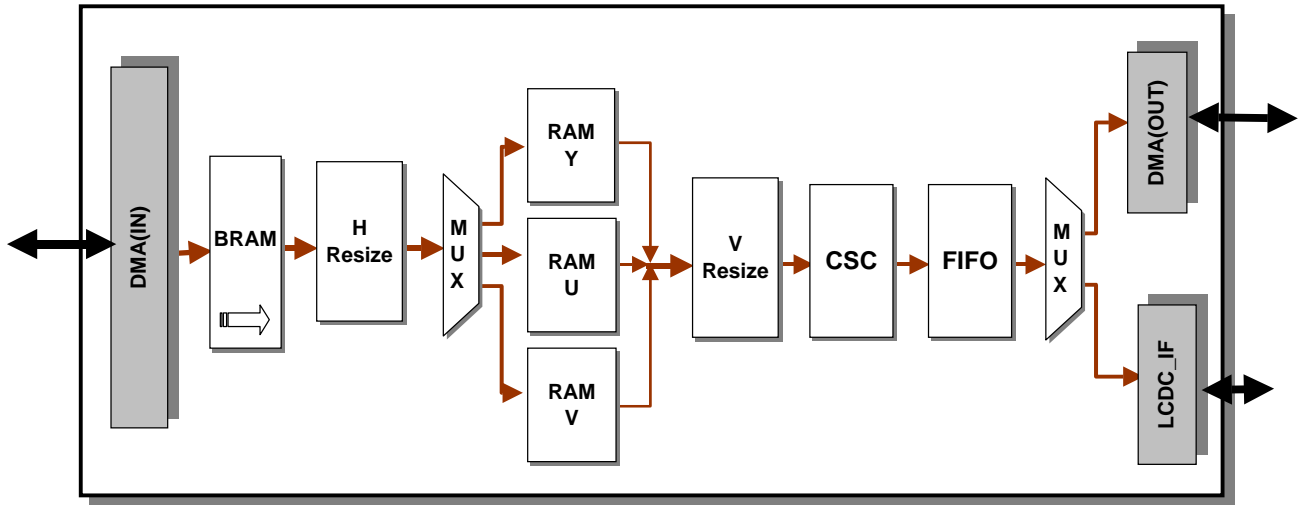 DMA(IN)
BRAM
H
Resize
M
U
X
RAM
Y
RAM
U
RAM
V
V
Resize
CSC
FIFO
M
U
X
DMA(OUT)
LCDC_IF